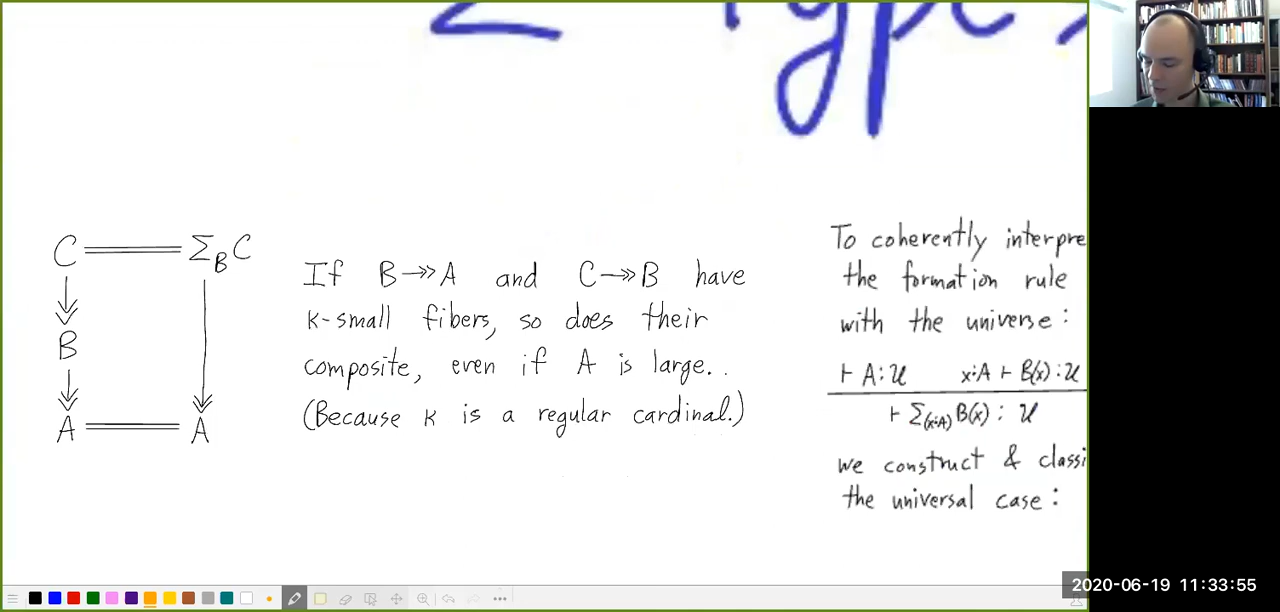 Σ Types
C ═ Σ_B C
B
A ═ A
If B ↠ A and C ↠ B have
κ-small fibers, so does their
composite, even if A is large..
(Because κ is a regular cardinal.)
To coherently interpre
the formation rule
with the universe:
⊢ A:𝒰 x:A ⊢ B(x):𝒰
⊢ Σ_(x:A) B(x): 𝒰
we construct & classi
the universal case:
2020-06-19 11:33:55